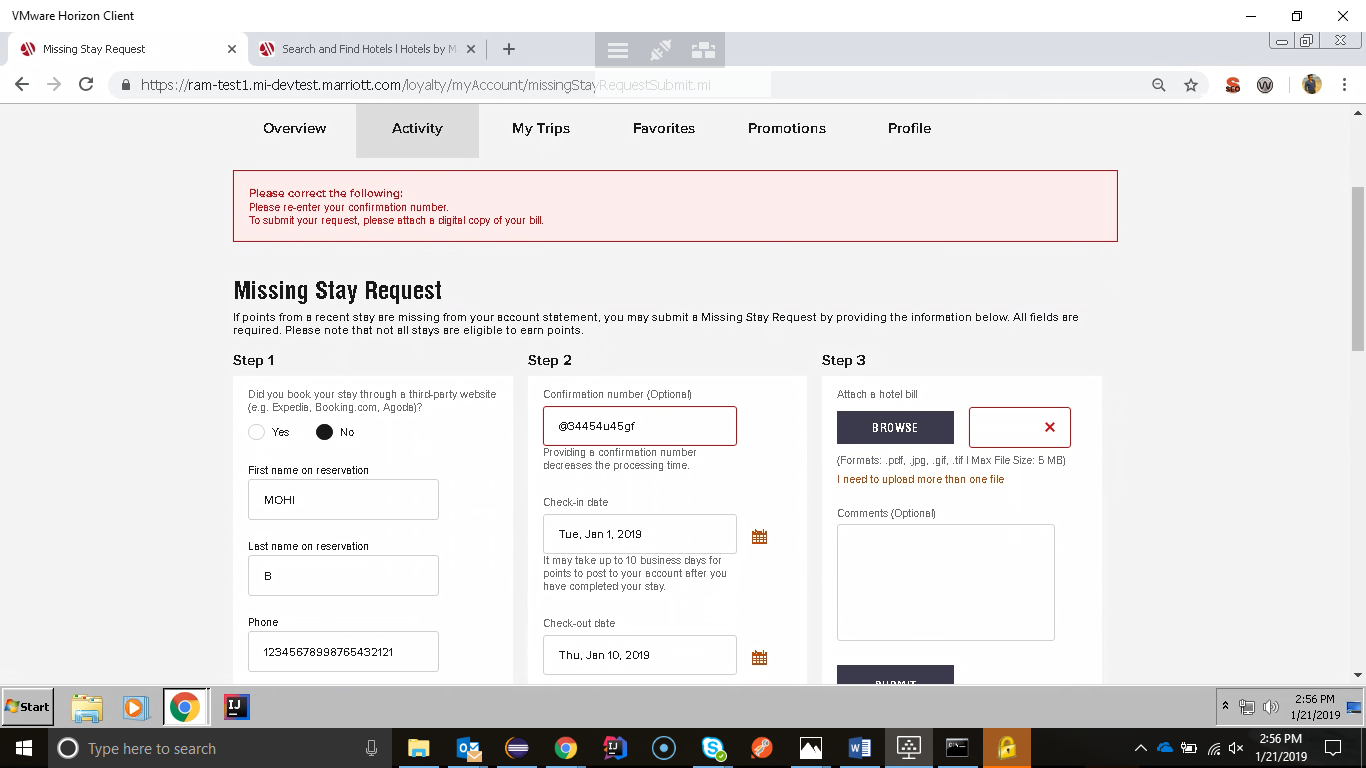 VMware Horizon Client
Missing Stay Request
Search and Find Hotels | Hotels by M
https://ram-test1.mi-devtest.marriott.com/loyalty/myAccount/missingStayRequestSubmit.mi
Overview
Activity
My Trips
Favorites
Promotions
Profile
Please correct the following:
Please re-enter your confirmation number.
To submit your request, please attach a digital copy of your bill.
Missing Stay Request
If points from a recent stay are missing from your account statement, you may submit a Missing Stay Request by providing the information below. All fields are
required. Please note that not all stays are eligible to earn points.
Step 1
Did you book your stay through a third-party website
(e.g. Expedia, Booking.com, Agoda)?
Yes
No
First name on reservation
MOHI
Last name on reservation
B
Phone
12345678998765432121
Step 2
Confirmation number (Optional)
@34454u45gf
Providing a confirmation number
decreases the processing time.
Check-in date
Tue, Jan 1, 2019
It may take up to 10 business days for
points to post to your account after you
have completed your stay.
Check-out date
Thu, Jan 10, 2019
Step 3
Attach a hotel bill
BROWSE
(Formats: .pdf, .jpg, .gif, .tif | Max File Size: 5 MB)
I need to upload more than one file
Comments (Optional)
SUBMIT
Start
2:56 PM
1/21/2019
Type here to search
2:56 PM
1/21/2019